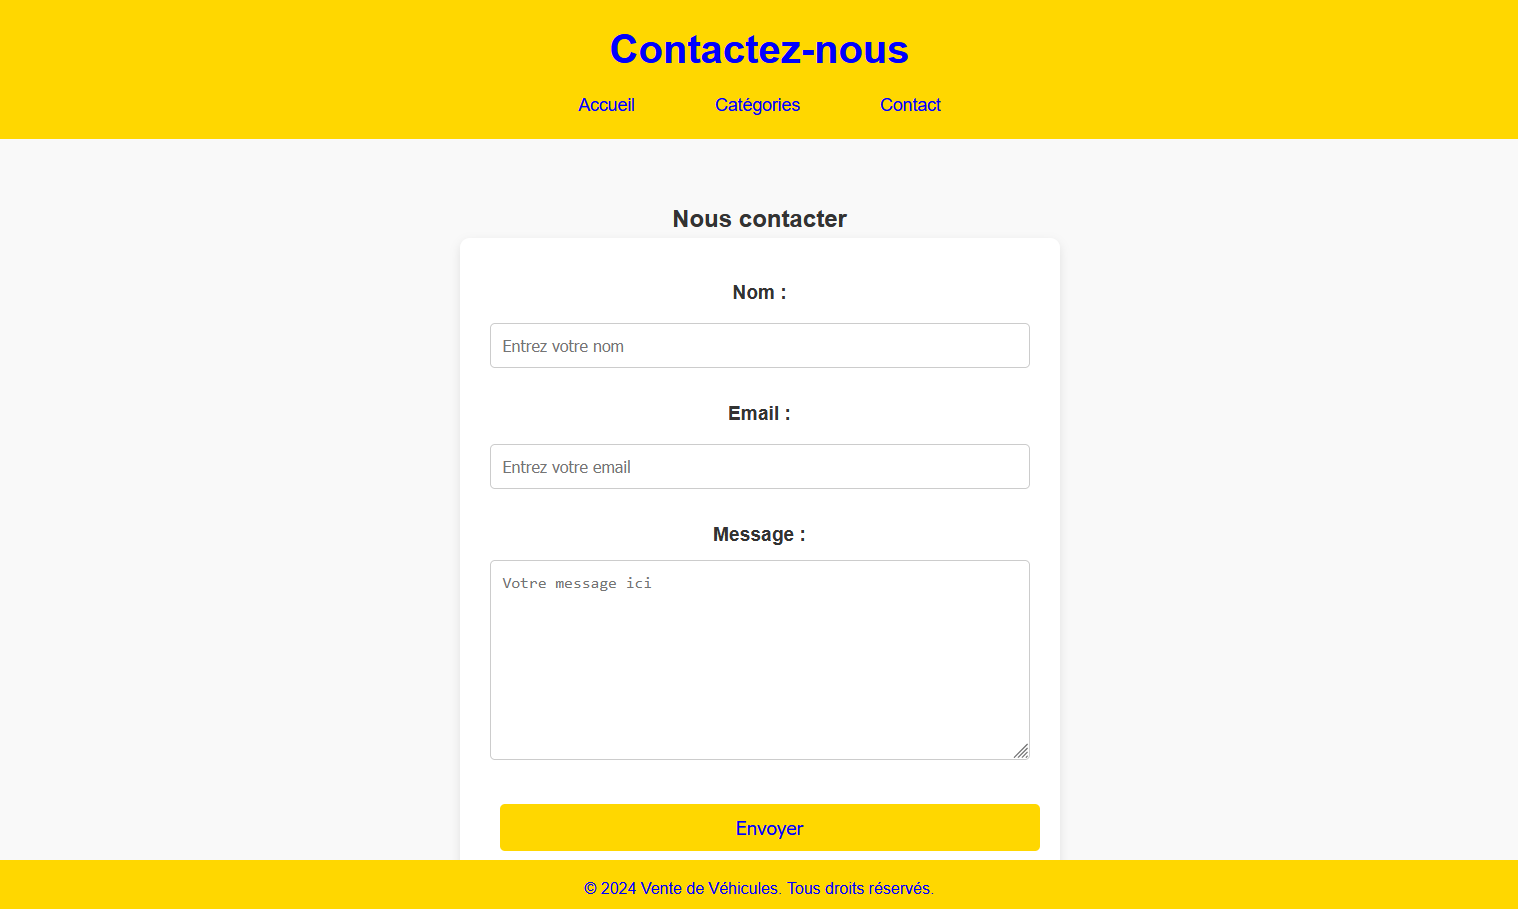 Contactez-nous
Accueil Catégories Contact
Nous contacter
Nom :
Entrez votre nom
Email :
Entrez votre email
Message :
Votre message ici
Envoyer
© 2024 Vente de Véhicules. Tous droits réservés.